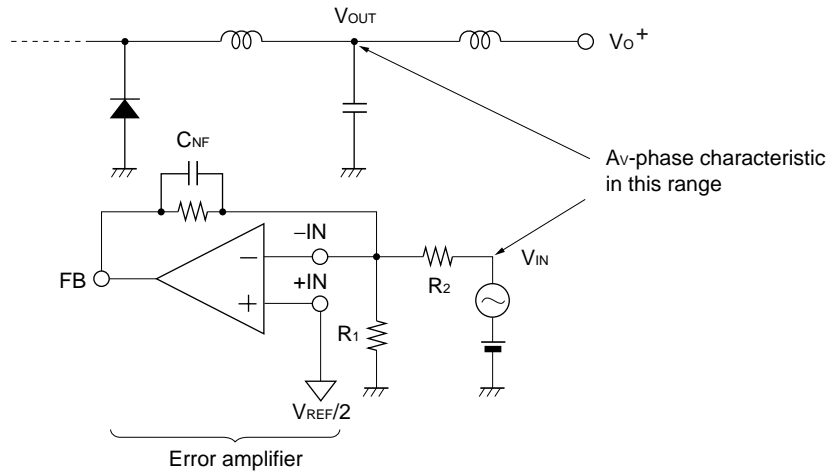 VOUT
VO+
CNF
AV-phase characteristic
in this range
−IN
VIN
FB
− 
+IN
R2
+
R1
VREF/2
Error amplifier